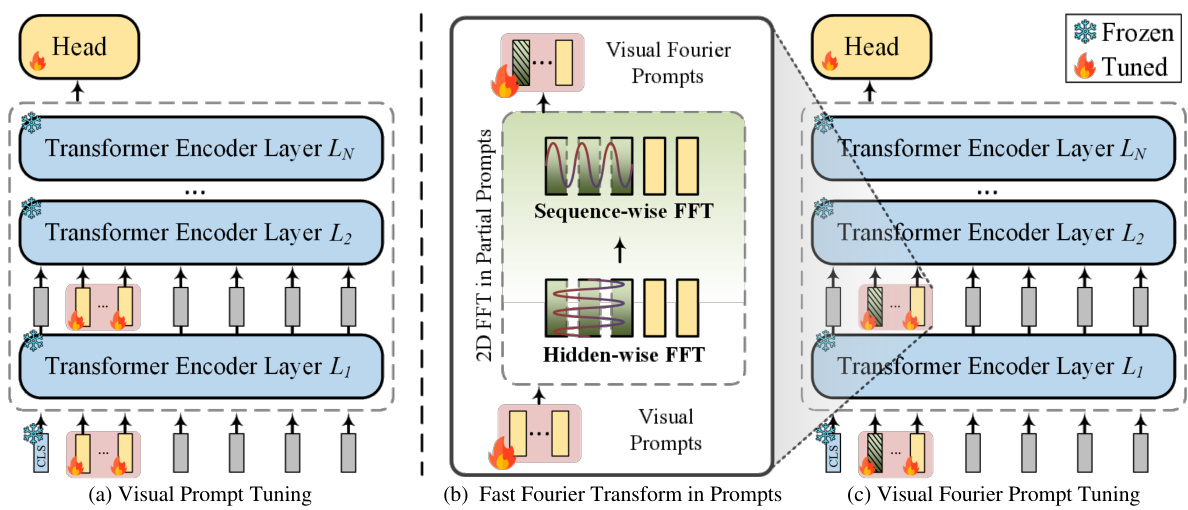 Head
Transformer Encoder Layer L_N
...
Transformer Encoder Layer L_2
...
Transformer Encoder Layer L_1
CLS
...
(a) Visual Prompt Tuning
Visual Fourier
Prompts
...
2D FFT in Partial Prompts
Sequence-wise FFT
Hidden-wise FFT
...
Visual
Prompts
(b) Fast Fourier Transform in Prompts
Head
Frozen
Tuned
Transformer Encoder Layer L_N
...
Transformer Encoder Layer L_2
...
Transformer Encoder Layer L_1
CLS
...
(c) Visual Fourier Prompt Tuning